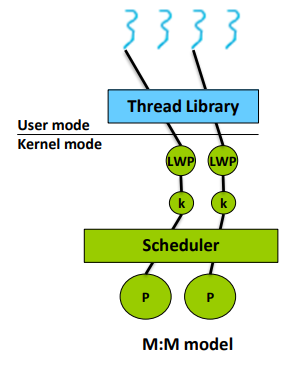 Thread Library
User mode
Kernel mode
LWP LWP
k k
Scheduler
P P
M:M model